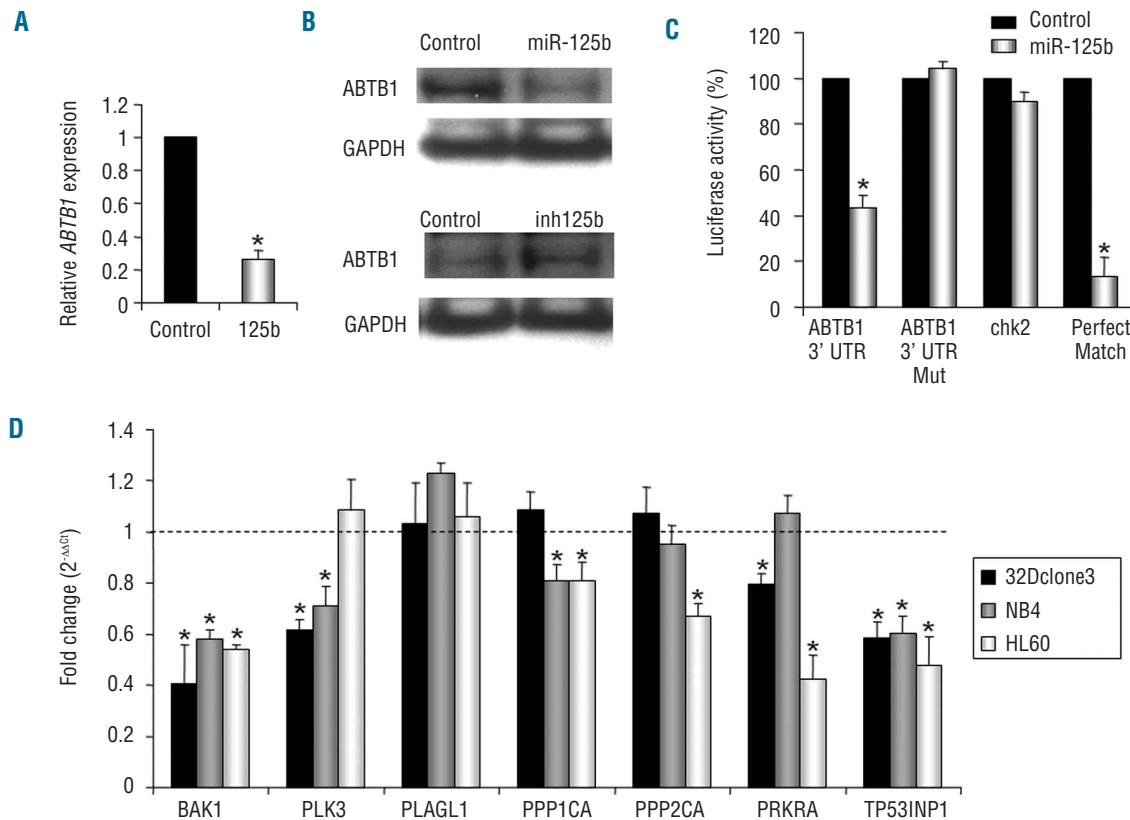 A
Relative ABTB1 expression
1.2
1
0.8
0.6
0.4
0.2
0
*
Control 125b
B
Control miR-125b
ABTB1
GAPDH
Control inh125b
ABTB1
GAPDH
C
Control
miR-125b
Luciferase activity (%)
120
100
80
60
40
20
0
*
*
ABTB1
3' UTR
ABTB1
3' UTR
Mut
chk2
Perfect
Match
D
Fold change (2-ΔΔCt)
1.4
1.2
1
0.8
0.6
0.4
0.2
0
* * *
* *
* *
*
* *
* * *
BAK1 PLK3 PLAGL1 PPP1CA PPP2CA PRKRA TP53INP1
32Dclone3
NB4
HL60